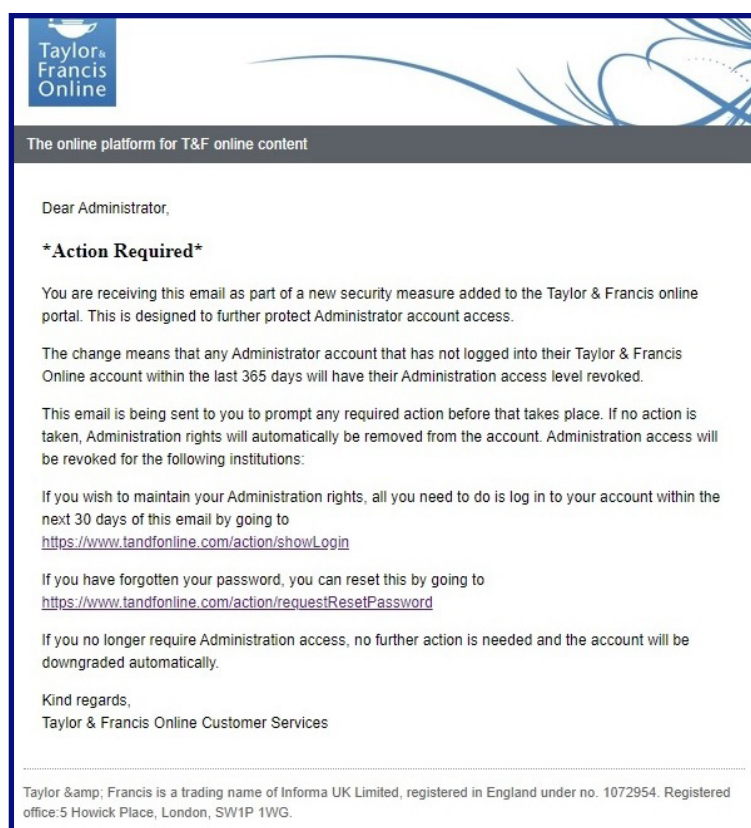 Taylor&
Francis
Online
The online platform for T&F online content
Dear Administrator,
*Action Required*
You are receiving this email as part of a new security measure added to the Taylor & Francis online
portal. This is designed to further protect Administrator account access.
The change means that any Administrator account that has not logged into their Taylor & Francis
Online account within the last 365 days will have their Administration access level revoked.
This email is being sent to you to prompt any required action before that takes place. If no action is
taken, Administration rights will automatically be removed from the account. Administration access will
be revoked for the following institutions:
If you wish to maintain your Administration rights, all you need to do is log in to your account within the
next 30 days of this email by going to
https://www.tandfonline.com/action/showLogin
If you have forgotten your password, you can reset this by going to
https://www.tandfonline.com/action/requestResetPassword
If you no longer require Administration access, no further action is needed and the account will be
downgraded automatically.
Kind regards,
Taylor & Francis Online Customer Services
Taylor &amp; Francis is a trading name of Informa UK Limited, registered in England under no. 1072954. Registered
office:5 Howick Place, London, SW1P 1WG.